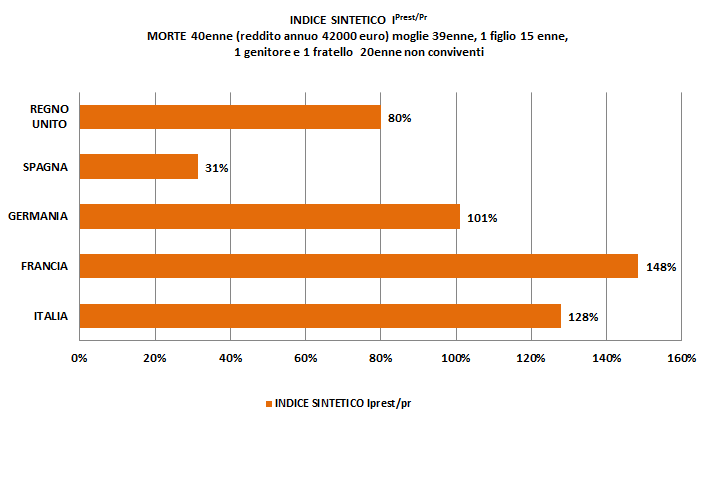 INDICE SINTETICO I^Prest/Pr
MORTE 40enne (reddito annuo 42000 euro) moglie 39enne, 1 figlio 15 enne,
1 genitore e 1 fratello 20enne non conviventi
REGNO
UNITO
80%
SPAGNA
31%
GERMANIA
101%
FRANCIA
148%
ITALIA
128%
0% 20% 40% 60% 80% 100% 120% 140% 160%
INDICE SINTETICO Iprest/pr